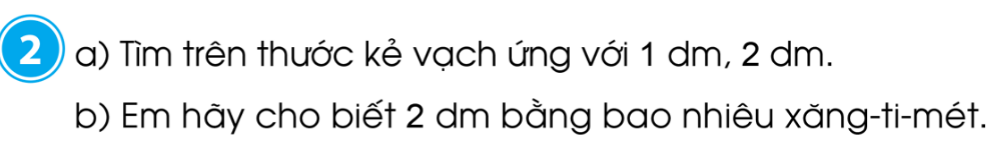 2 a) Tìm trên thước kẻ vạch ứng với 1 dm, 2 dm.
b) Em hãy cho biết 2 dm bằng bao nhiêu xăng-ti-mét.